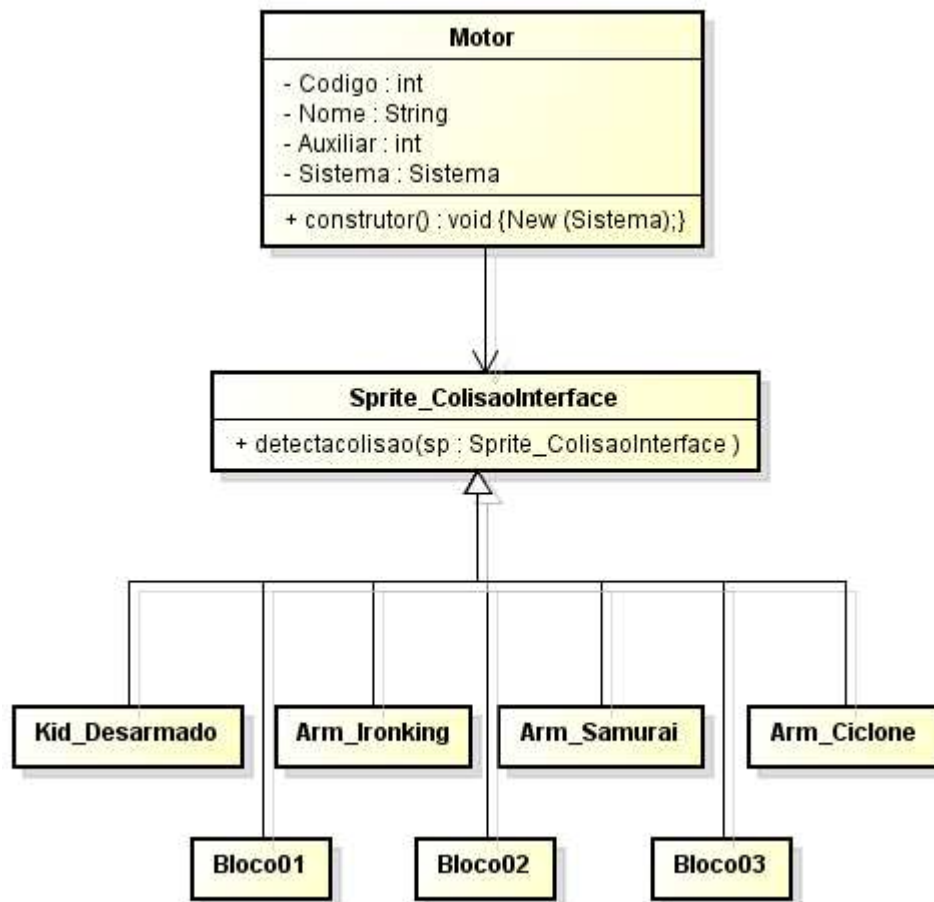 Motor
- Codigo : int
- Nome : String
- Auxiliar : int
- Sistema : Sistema
+ construtor() : void {New (Sistema);}
Sprite_ColisaoInterface
+ detectacolisao(sp : Sprite_ColisaoInterface )
Kid_Desarmado
Arm_Ironking
Arm_Samurai
Arm_Ciclone
Bloco01
Bloco02
Bloco03